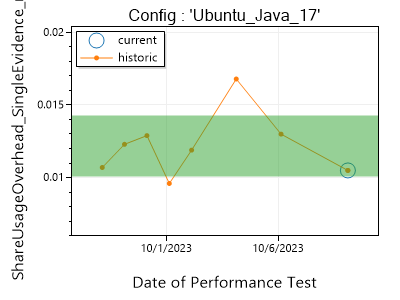 Config : 'Ubuntu_Java_17'
ShareUsageOverhead_SingleEvidence_
0.02
0.015
0.01
current
historic
10/1/2023
10/6/2023
Date of Performance Test